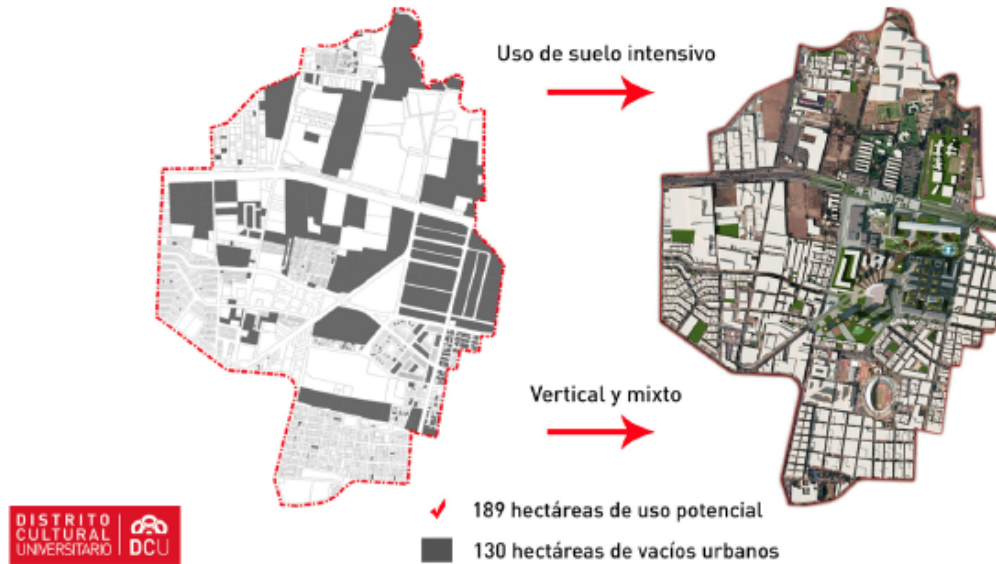 Uso de suelo intensivo
Vertical y mixto
189 hectáreas de uso potencial
130 hectáreas de vacíos urbanos
DISTRITO
CULTURAL
UNIVERSITARIO
DCU